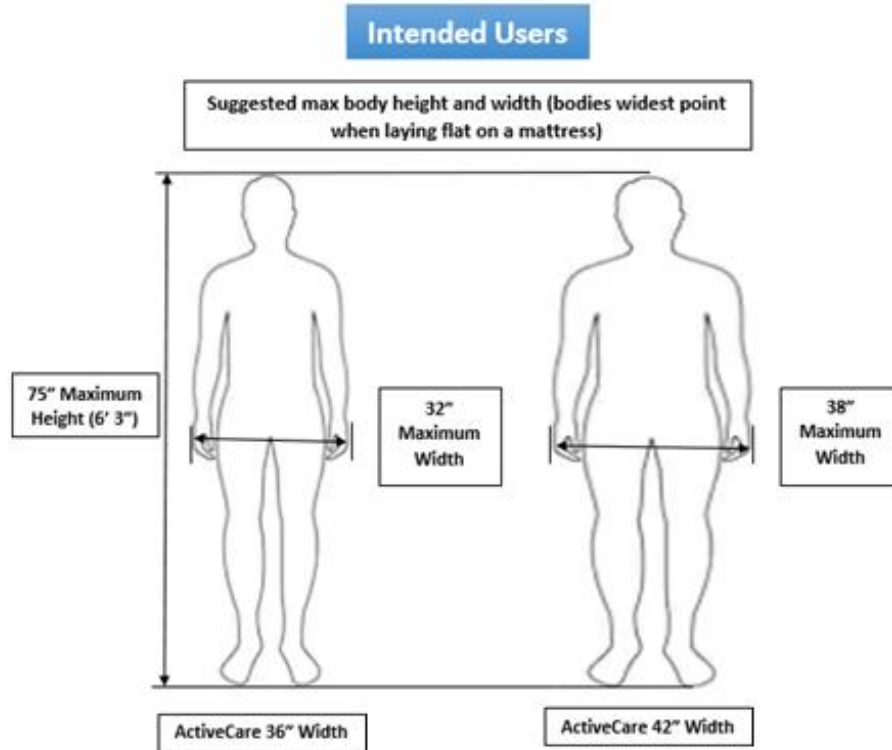 Intended Users
Suggested max body height and width (bodies widest point
when laying flat on a mattress)
75” Maximum
Height (6’ 3”)
32”
Maximum
Width
38”
Maximum
Width
ActiveCare 36” Width
ActiveCare 42” Width